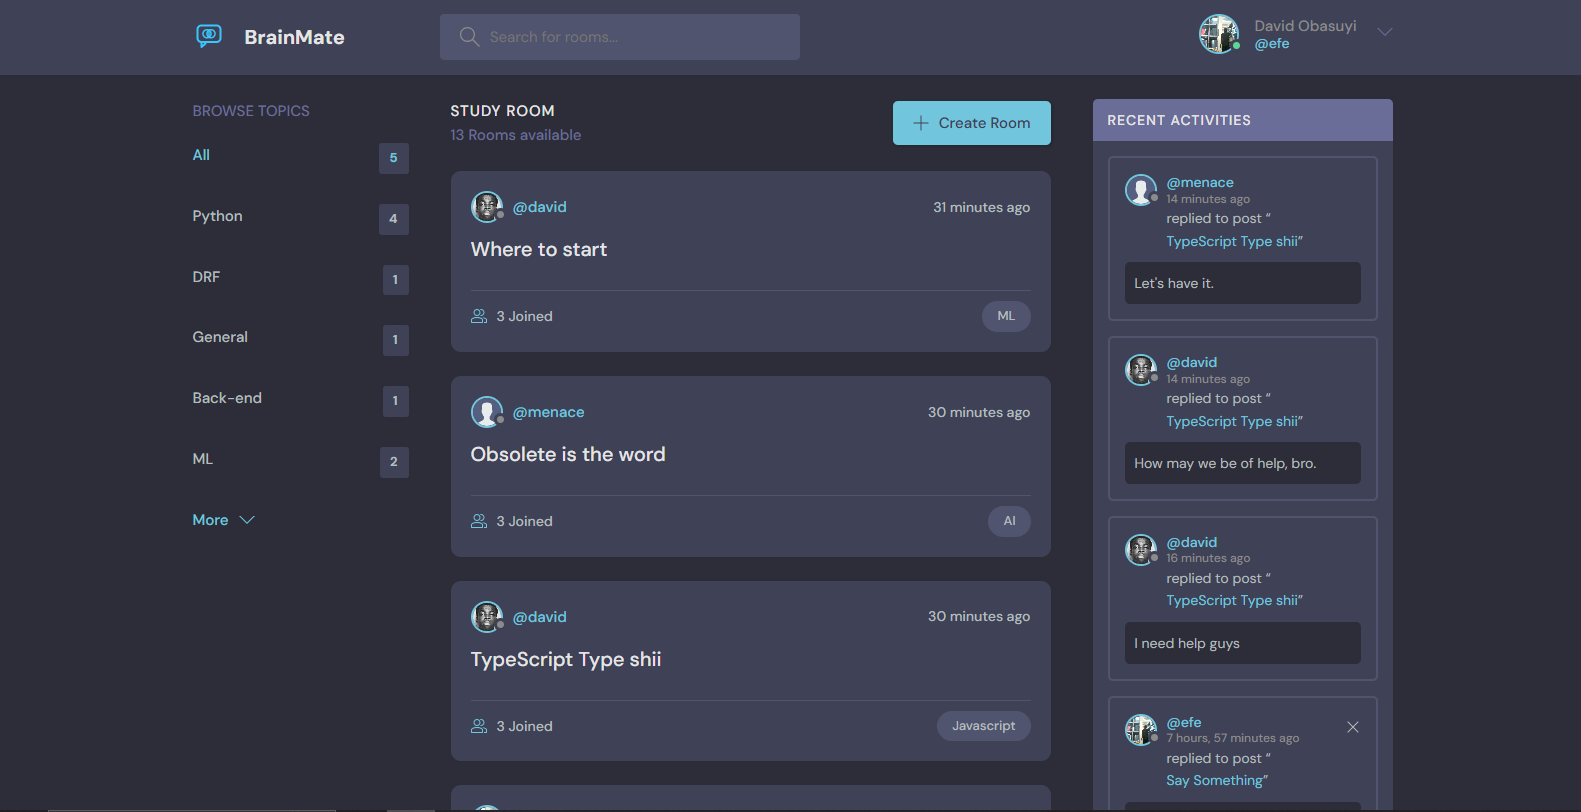 BrainMate
Search for rooms...
David Obasuyi
@efe
BROWSE TOPICS
All
5
Python
4
DRF
1
General
1
Back-end
1
ML
2
More
STUDY ROOM
13 Rooms available
Create Room
@david
31 minutes ago
Where to start
3 Joined
ML
@menace
30 minutes ago
Obsolete is the word
3 Joined
AI
@david
30 minutes ago
TypeScript Type shii
3 Joined
Javascript
RECENT ACTIVITIES
@menace
14 minutes ago
replied to post “
TypeScript Type shii”
Let's have it.
@david
14 minutes ago
replied to post “
TypeScript Type shii”
How may we be of help, bro.
@david
16 minutes ago
replied to post “
TypeScript Type shii”
I need help guys
@efe
7 hours, 57 minutes ago
replied to post “
Say Something”